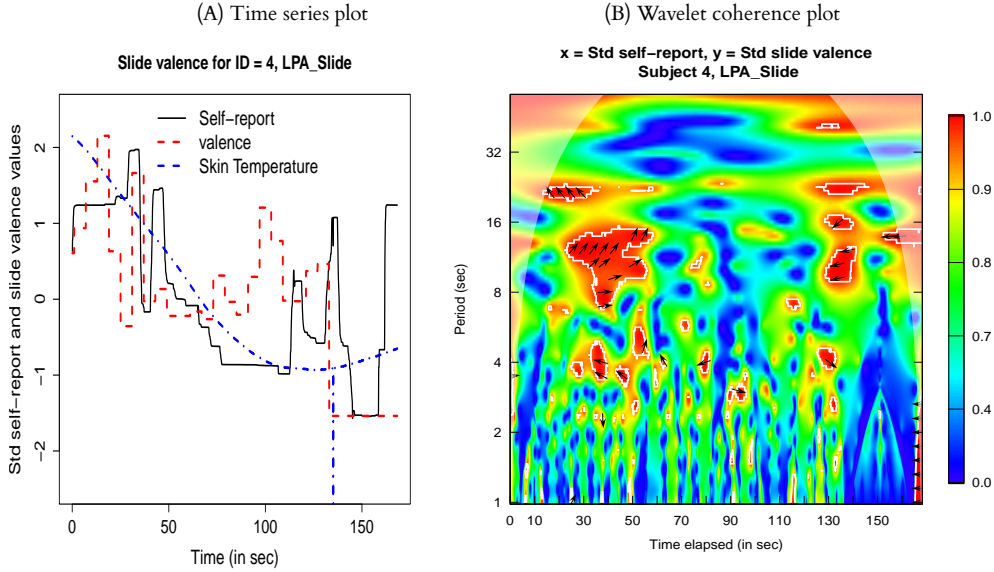 (A) Time series plot
Slide valence for ID = 4, LPA_Slide
Std self-report and slide valence values
2
1
0
−1
−2
Self-report
valence
Skin Temperature
0 50 100 150
Time (in sec)
(B) Wavelet coherence plot
x = Std self-report, y = Std slide valence
Subject 4, LPA_Slide
Period (sec)
32
16
8
4
2
1
0 10 30 50 70 90 110 130 150
Time elapsed (in sec)
1.0
0.9
0.8
0.7
0.4
0.0